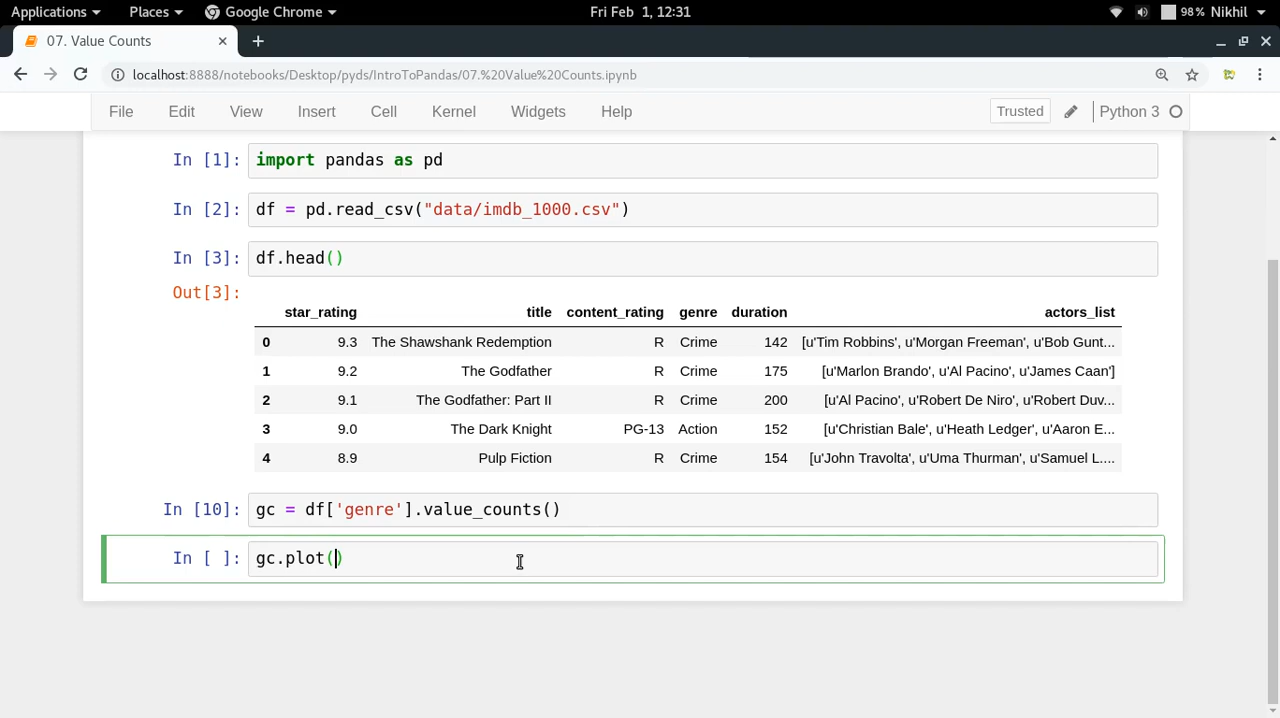 Applications Places Google Chrome Fri Feb 1, 12:31 98% Nikhil
07. Value Counts
localhost:8888/notebooks/Desktop/pyds/IntroToPandas/07.%20Value%20Counts.ipynb
File Edit View Insert Cell Kernel Widgets Help Trusted Python 3
In [1]: import pandas as pd
In [2]: df = pd.read_csv("data/imdb_1000.csv")
In [3]: df.head()
Out[3]:
star_rating title content_rating genre duration actors_list
0 9.3 The Shawshank Redemption R Crime 142 [u'Tim Robbins', u'Morgan Freeman', u'Bob Gunt...
1 9.2 The Godfather R Crime 175 [u'Marlon Brando', u'Al Pacino', u'James Caan']
2 9.1 The Godfather: Part II R Crime 200 [u'Al Pacino', u'Robert De Niro', u'Robert Duv...
3 9.0 The Dark Knight PG-13 Action 152 [u'Christian Bale', u'Heath Ledger', u'Aaron E...
4 8.9 Pulp Fiction R Crime 154 [u'John Travolta', u'Uma Thurman', u'Samuel L....
In [10]: gc = df['genre'].value_counts()
In [ ]: gc.plot()